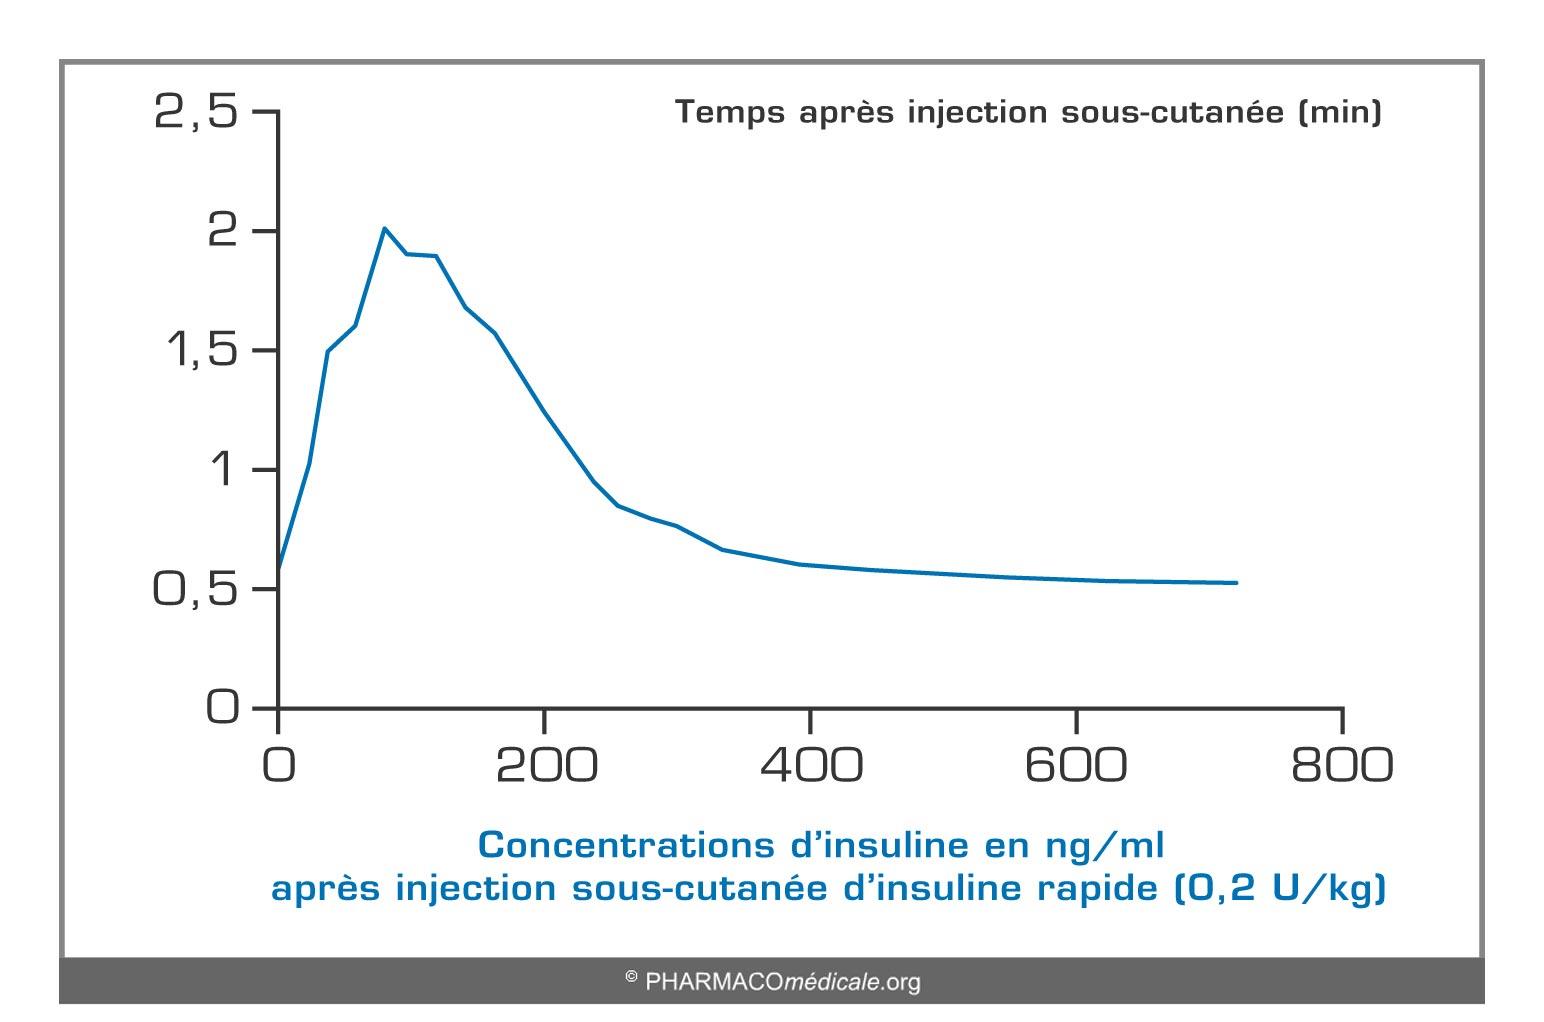 Temps après injection sous-cutanée (min)
2,5
2
1,5
1
0,5
0
0 200 400 600 800
Concentrations d'insuline en ng/ml
après injection sous-cutanée d'insuline rapide (0,2 U/kg)
© PHARMACOmédicale.org